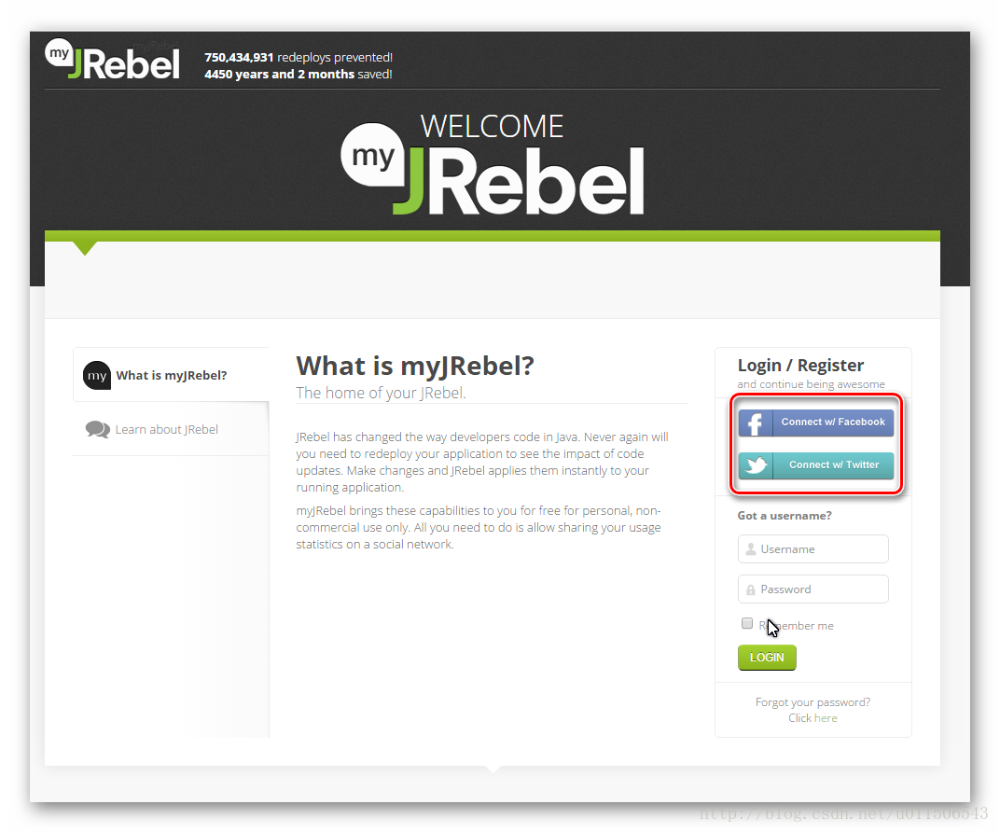 my JRebel
750,434,931 redeploys prevented!
4450 years and 2 months saved!
WELCOME
my JRebel
my What is myJRebel?
Learn about JRebel
What is myJRebel?
The home of your JRebel.
JRebel has changed the way developers code in Java. Never again will
you need to redeploy your application to see the impact of code
updates. Make changes and JRebel applies them instantly to your
running application.
myJRebel brings these capabilities to you for free for personal, non-
commercial use only. All you need to do is allow sharing your usage
statistics on a social network.
Login / Register
and continue being awesome
f Connect w/ Facebook
Connect w/ Twitter
Got a username?
Username
Password
Remember me
LOGIN
Forgot your password?
Click here
http://blog.csdn.net/u011506543